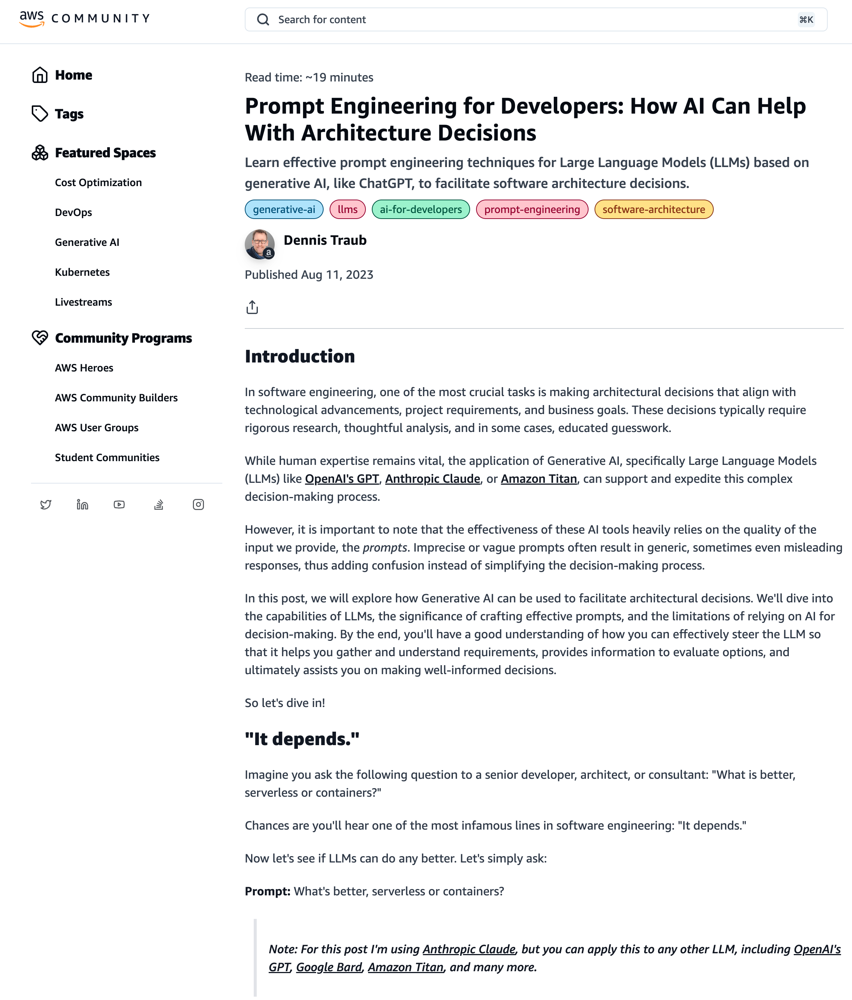 aws COMMUNITY
Search for content
⌘K
Home
Tags
Featured Spaces
Cost Optimization
DevOps
Generative AI
Kubernetes
Livestreams
Community Programs
AWS Heroes
AWS Community Builders
AWS User Groups
Student Communities
Read time: ~19 minutes
Prompt Engineering for Developers: How AI Can Help
With Architecture Decisions
Learn effective prompt engineering techniques for Large Language Models (LLMs) based on
generative AI, like ChatGPT, to facilitate software architecture decisions.
generative-ai llms ai-for-developers prompt-engineering software-architecture
Dennis Traub
a
Published Aug 11, 2023
Introduction
In software engineering, one of the most crucial tasks is making architectural decisions that align with
technological advancements, project requirements, and business goals. These decisions typically require
rigorous research, thoughtful analysis, and in some cases, educated guesswork.
While human expertise remains vital, the application of Generative AI, specifically Large Language Models
(LLMs) like OpenAI's GPT, Anthropic Claude, or Amazon Titan, can support and expedite this complex
decision-making process.
However, it is important to note that the effectiveness of these AI tools heavily relies on the quality of the
input we provide, the prompts. Imprecise or vague prompts often result in generic, sometimes even misleading
responses, thus adding confusion instead of simplifying the decision-making process.
In this post, we will explore how Generative AI can be used to facilitate architectural decisions. We'll dive into
the capabilities of LLMs, the significance of crafting effective prompts, and the limitations of relying on AI for
decision-making. By the end, you'll have a good understanding of how you can effectively steer the LLM so
that it helps you gather and understand requirements, provides information to evaluate options, and
ultimately assists you on making well-informed decisions.
So let's dive in!
"It depends."
Imagine you ask the following question to a senior developer, architect, or consultant: "What is better,
serverless or containers?"
Chances are you'll hear one of the most infamous lines in software engineering: "It depends."
Now let's see if LLMs can do any better. Let's simply ask:
Prompt: What's better, serverless or containers?
Note: For this post I'm using Anthropic Claude, but you can apply this to any other LLM, including OpenAI's
GPT, Google Bard, Amazon Titan, and many more.